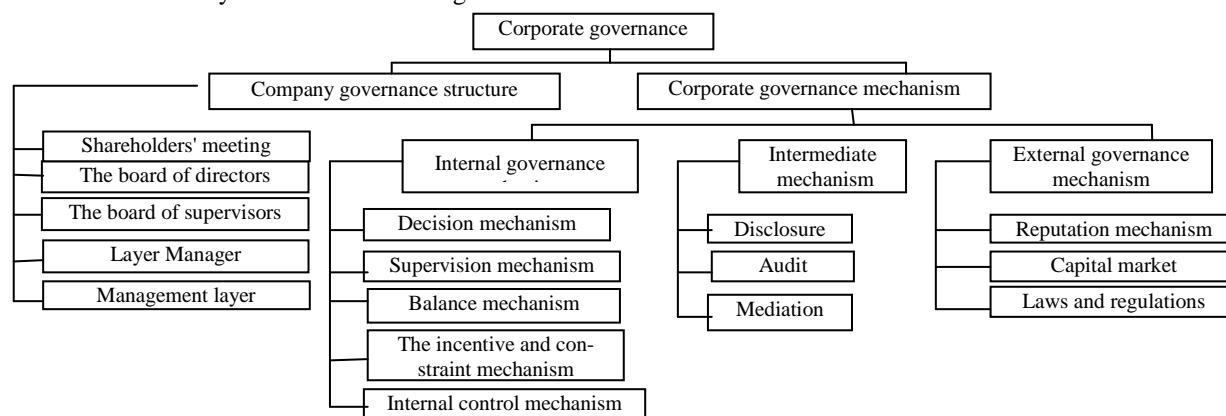 Corporate governance
Company governance structure
Corporate governance mechanism
Shareholders' meeting
The board of directors
The board of supervisors
Layer Manager
Management layer
Internal governance
Decision mechanism
Supervision mechanism
Balance mechanism
The incentive and con-
straint mechanism
Internal control mechanism
Intermediate
mechanism
Disclosure
Audit
Mediation
External governance
mechanism
Reputation mechanism
Capital market
Laws and regulations